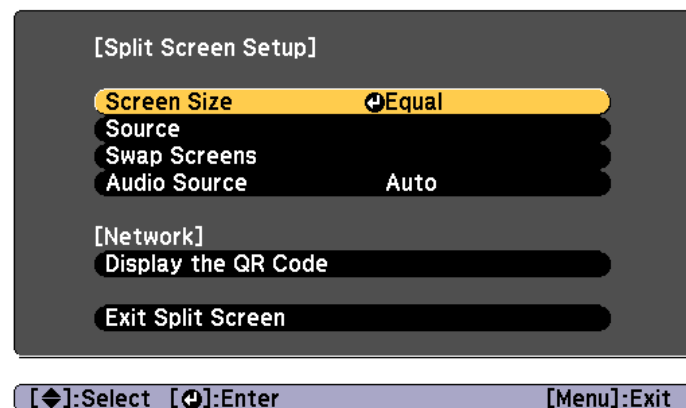 [Split Screen Setup]
Screen Size Equal
Source
Swap Screens
Audio Source Auto
[Network]
Display the QR Code
Exit Split Screen
[◆]:Select [↵]:Enter [Menu]:Exit